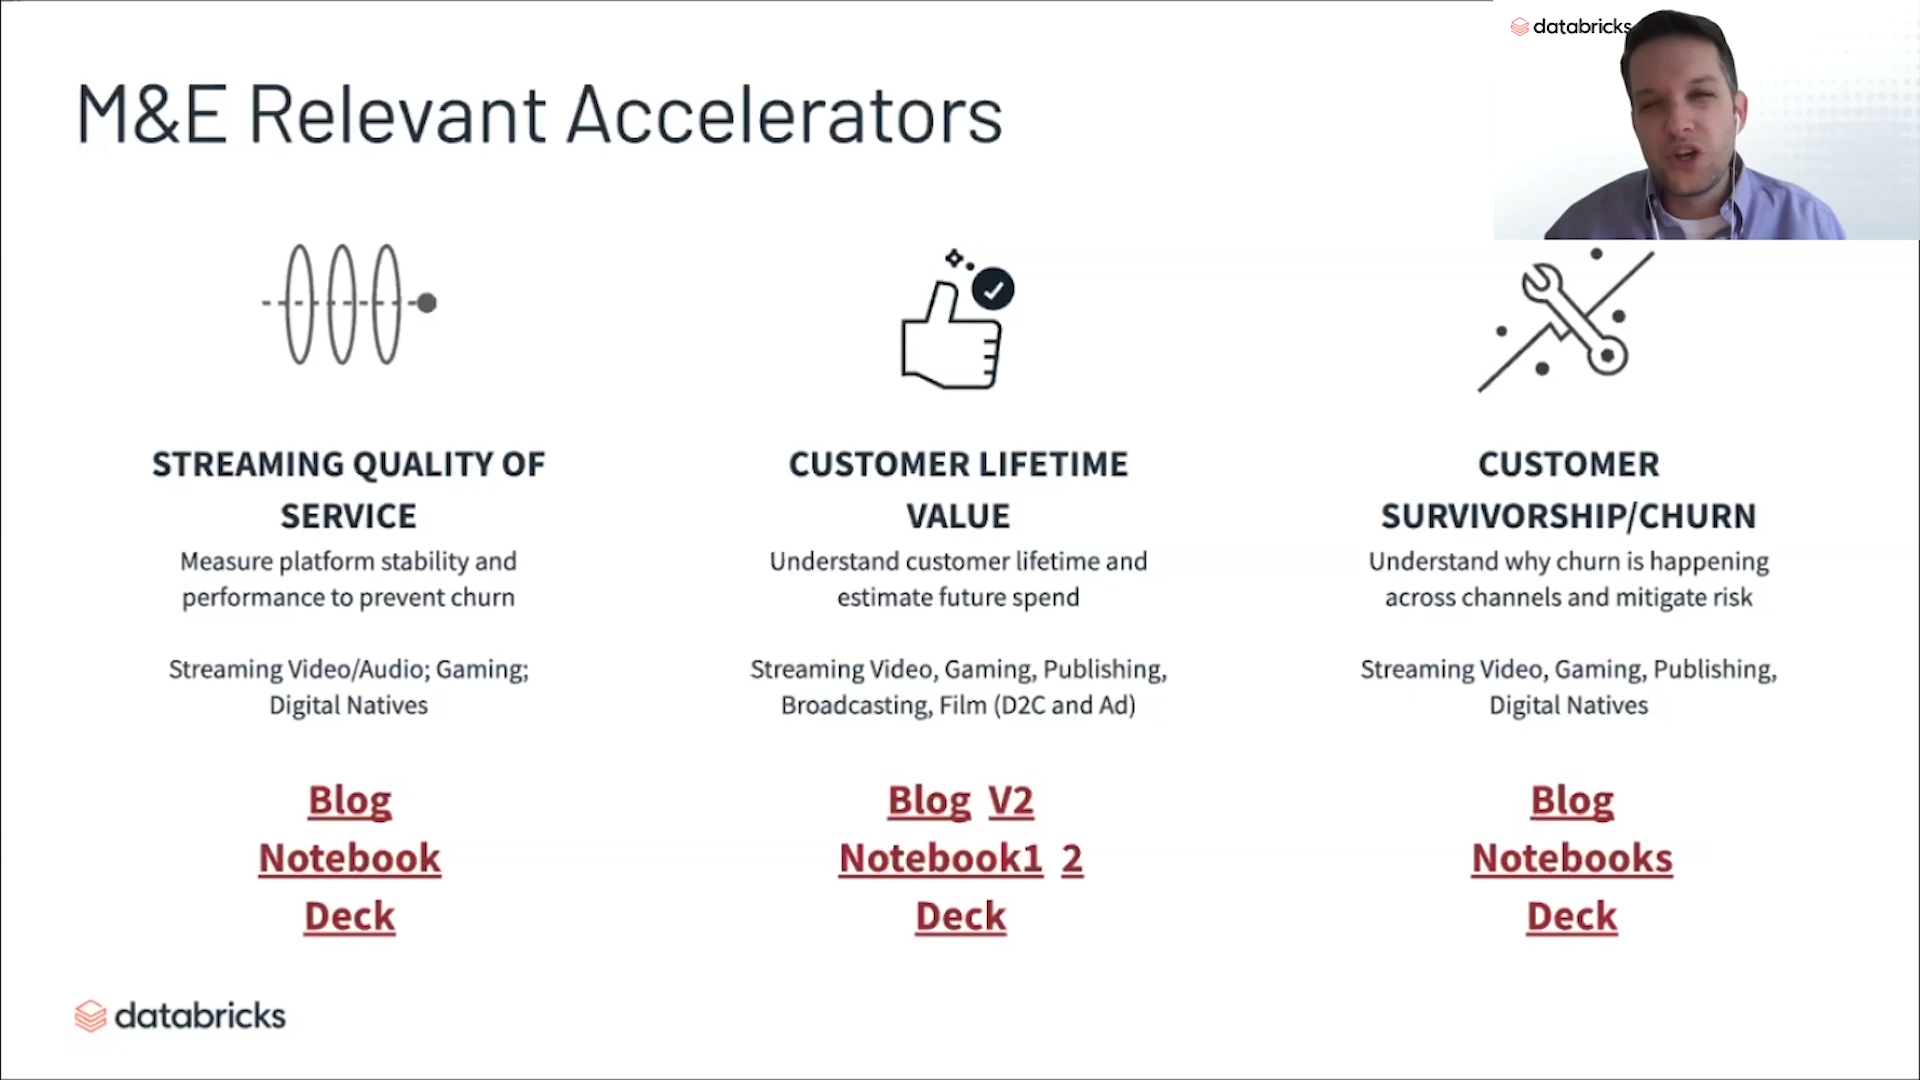 databricks
M&E Relevant Accelerators
STREAMING QUALITY OF
SERVICE
Measure platform stability and
performance to prevent churn
Streaming Video/Audio; Gaming;
Digital Natives
Blog
Notebook
Deck
CUSTOMER LIFETIME
VALUE
Understand customer lifetime and
estimate future spend
Streaming Video, Gaming, Publishing,
Broadcasting, Film (D2C and Ad)
Blog V2
Notebook1 2
Deck
CUSTOMER
SURVIVORSHIP/CHURN
Understand why churn is happening
across channels and mitigate risk
Streaming Video, Gaming, Publishing,
Digital Natives
Blog
Notebooks
Deck
databricks